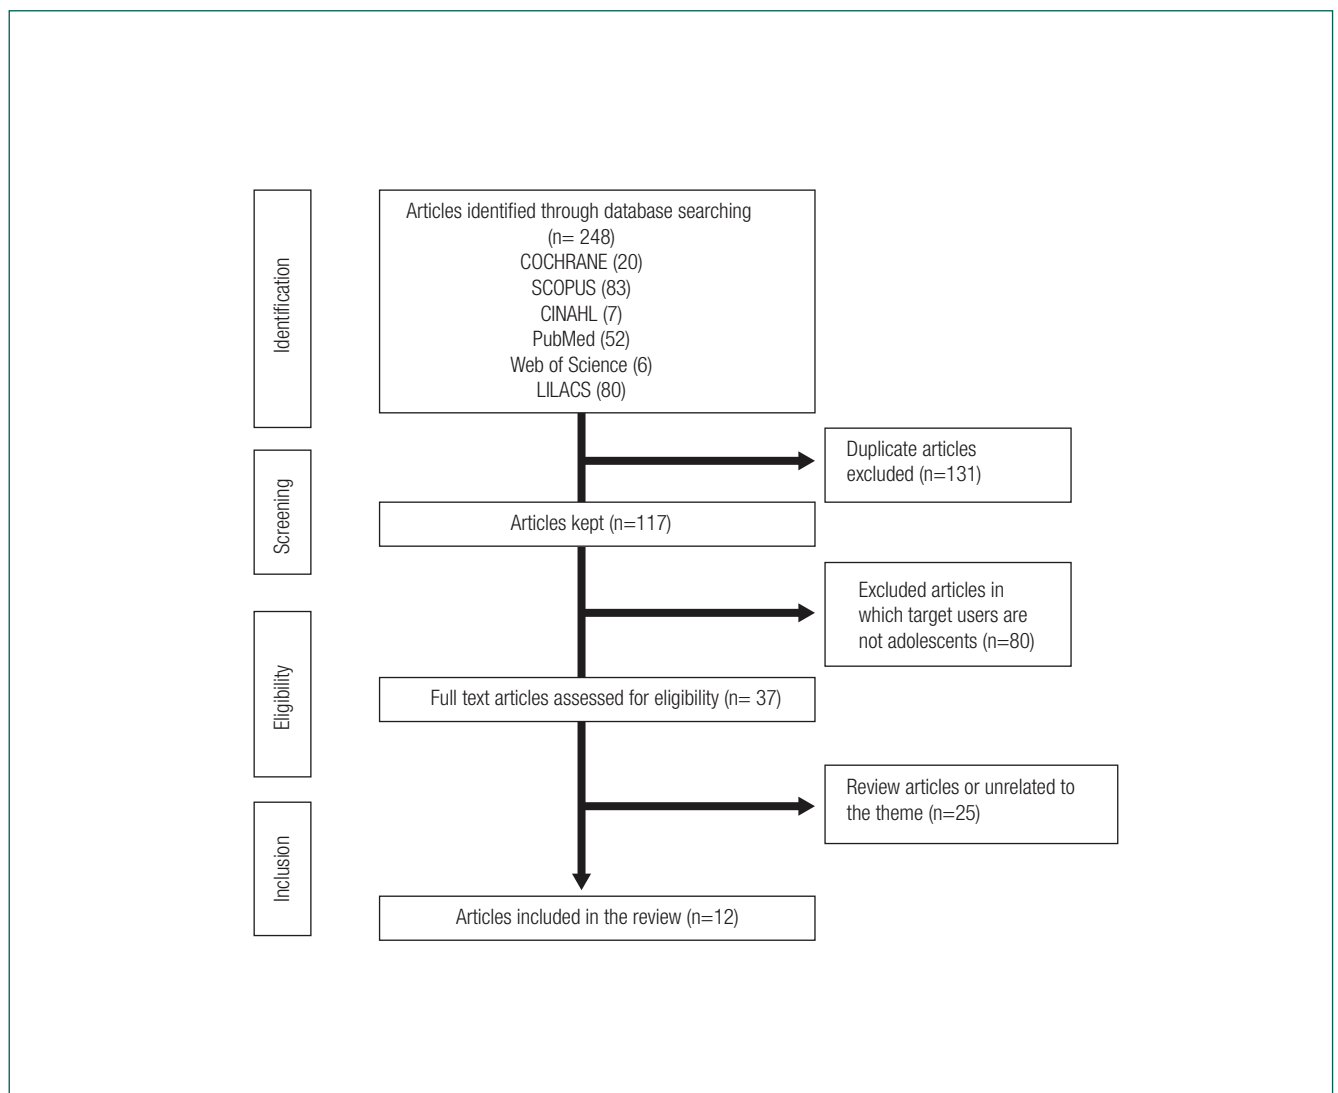 Identification
Articles identified through database searching
(n= 248)
COCHRANE (20)
SCOPUS (83)
CINAHL (7)
PubMed (52)
Web of Science (6)
LILACS (80)
Duplicate articles
excluded (n=131)
Screening
Articles kept (n=117)
Excluded articles in
which target users are
not adolescents (n=80)
Eligibility
Full text articles assessed for eligibility (n= 37)
Review articles or unrelated to
the theme (n=25)
Inclusion
Articles included in the review (n=12)